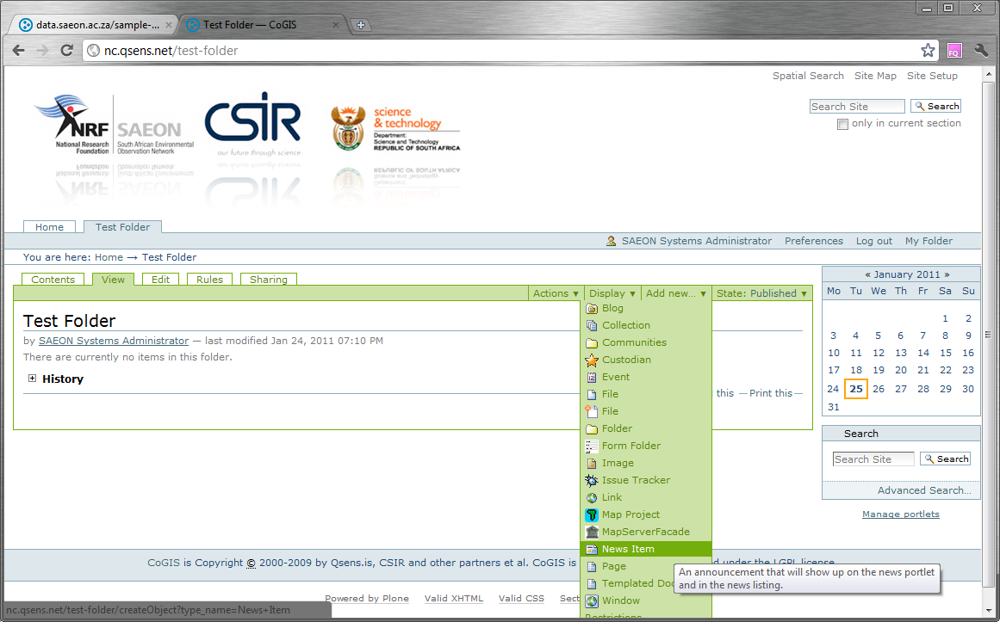 data.saeon.ac.za/sample-...
Test Folder — CoGIS
nc.qsens.net/test-folder
FQ
Spatial Search Site Map Site Setup
NRF
National Research
Foundation
SAEON
South African Environmental
Observation Network
CSIR
our future through science
science
& technology
Department:
Science and Technology
REPUBLIC OF SOUTH AFRICA
Search Site Search
only in current section
Home Test Folder
SAEON Systems Administrator Preferences Log out My Folder
You are here: Home → Test Folder
Contents View Edit Rules Sharing
Actions ▼ Display ▼ Add new... ▼ State: Published ▼
Test Folder
by SAEON Systems Administrator — last modified Jan 24, 2011 07:10 PM
There are currently no items in this folder.
History
this — Print this —
Blog
Collection
Communities
Custodian
Event
File
File
Folder
Form Folder
Image
Issue Tracker
Link
Map Project
MapServerFacade
News Item
Page
Templated Doc
Window
Restrictions
An announcement that will show up on the news portlet
and in the news listing.
« January 2011 »
Mo Tu We Th Fr Sa Su
1 2
3 4 5 6 7 8 9
10 11 12 13 14 15 16
17 18 19 20 21 22 23
24 25 26 27 28 29 30
31
Search
Search Site Search
Advanced Search...
Manage portlets
CoGIS is Copyright © 2000-2009 by Qsens.is, CSIR and other partners et al. CoGIS is d under the LGPL license.
Powered by Plone Valid XHTML Valid CSS Sect
nc.qsens.net/test-folder/createObject?type_name=News+Item